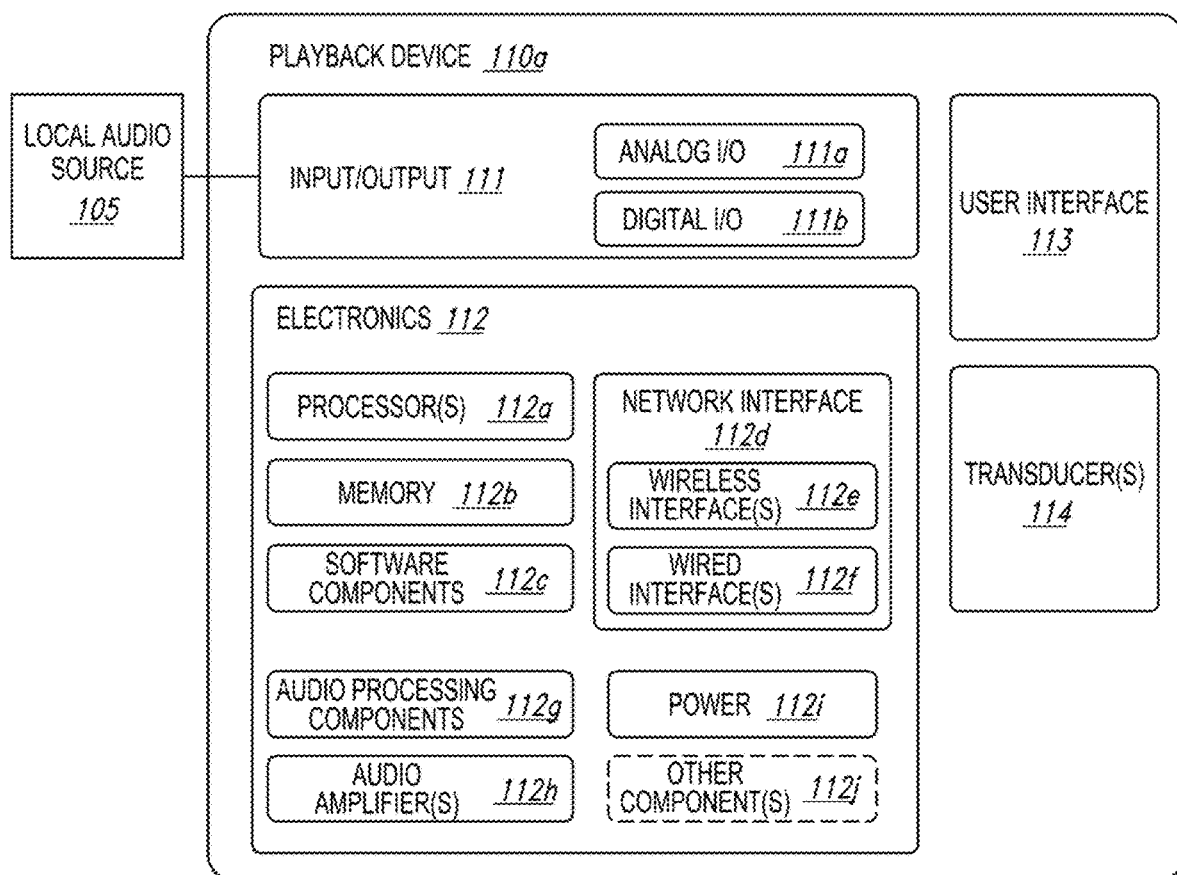 PLAYBACK DEVICE 110a
LOCAL AUDIO
SOURCE
105
INPUT/OUTPUT 111
ANALOG I/O 111a
DIGITAL I/O 111b
USER INTERFACE
113
ELECTRONICS 112
PROCESSOR(S) 112a
MEMORY 112b
SOFTWARE
COMPONENTS 112c
NETWORK INTERFACE
112d
WIRELESS
INTERFACE(S) 112e
WIRED
INTERFACE(S) 112f
TRANSDUCER(S)
114
AUDIO PROCESSING
COMPONENTS 112g
POWER 112i
AUDIO
AMPLIFIER(S) 112h
OTHER
COMPONENT(S) 112j